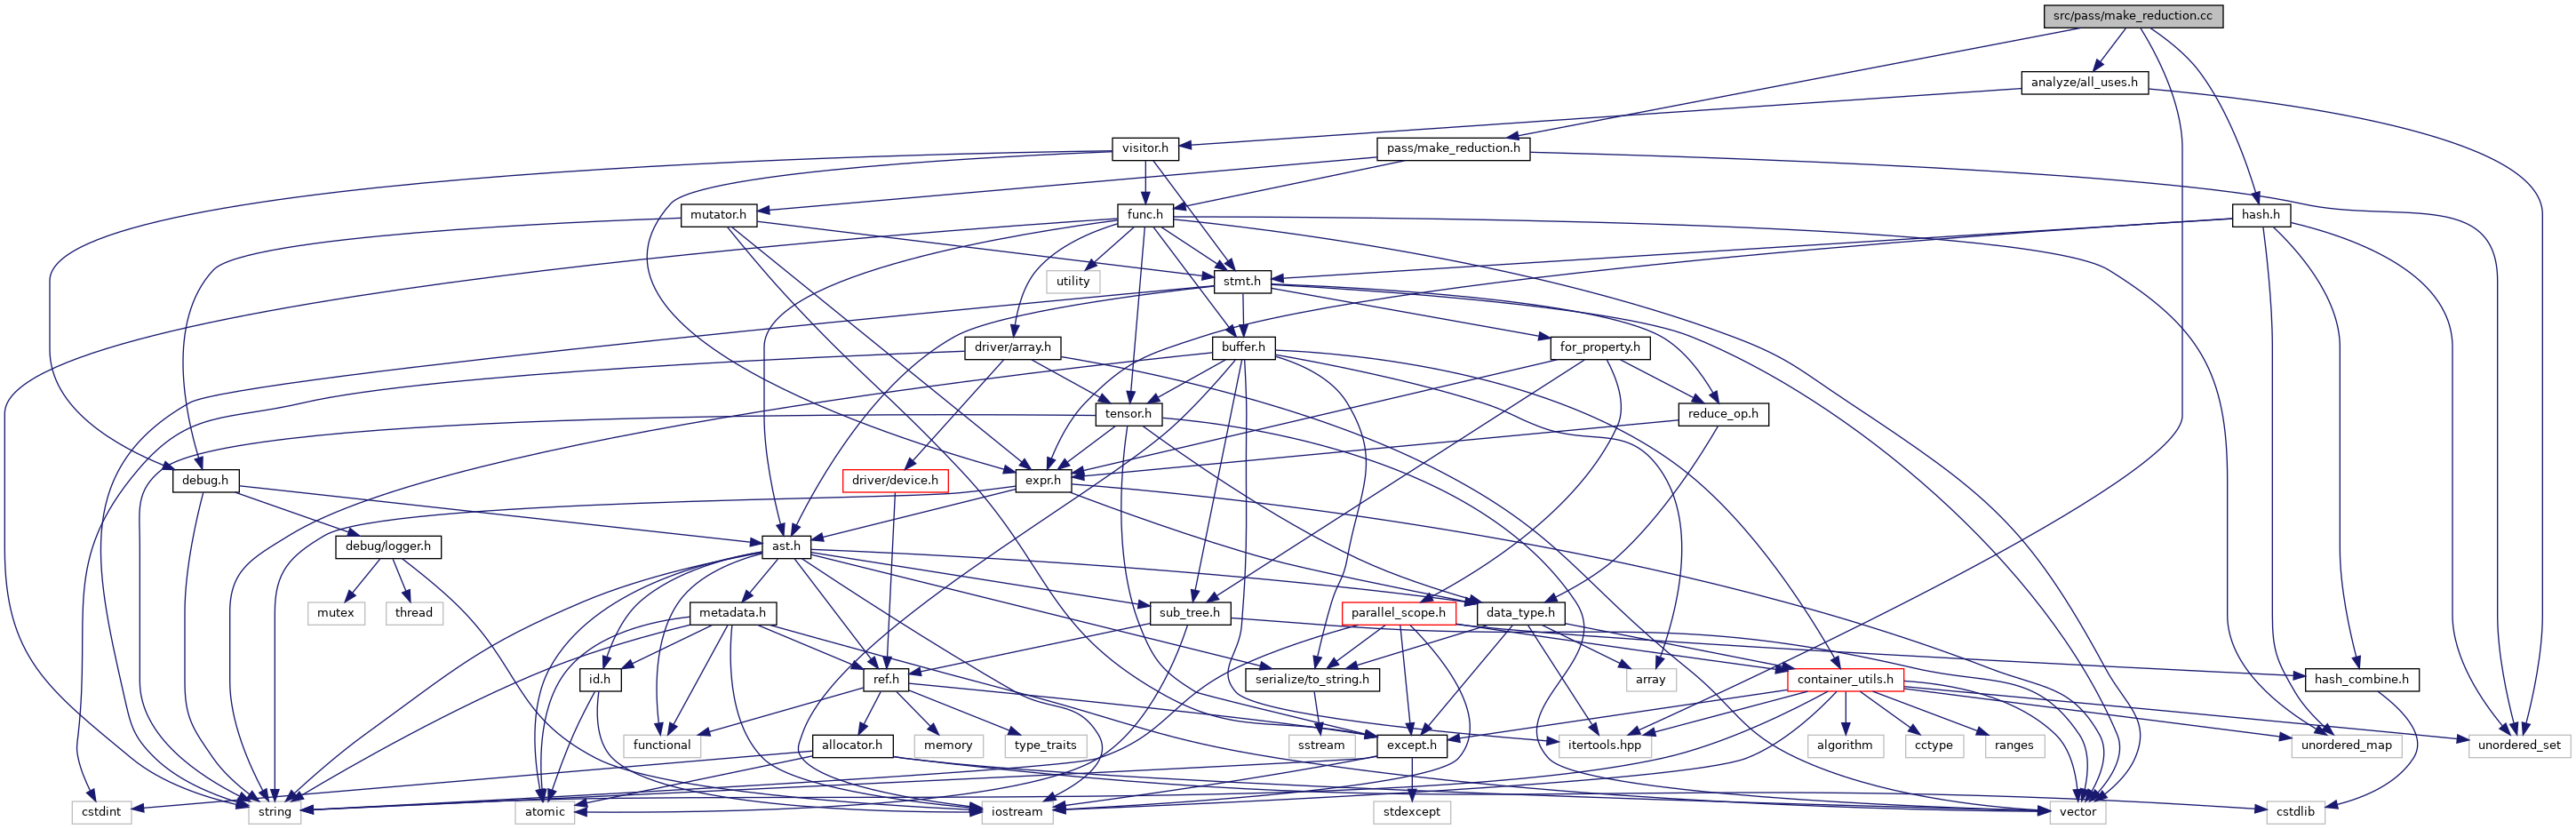 src/pass/make_reduction.cc
analyze/all_uses.h
visitor.h
pass/make_reduction.h
mutator.h
func.h
hash.h
utility
stmt.h
driver/array.h
buffer.h
for_property.h
tensor.h
reduce_op.h
debug.h
driver/device.h
expr.h
debug/logger.h
ast.h
mutex
thread
metadata.h
sub_tree.h
parallel_scope.h
data_type.h
id.h
ref.h
serialize/to_string.h
array
container_utils.h
hash_combine.h
functional
allocator.h
memory
type_traits
sstream
except.h
itertools.hpp
algorithm
cctype
ranges
unordered_map
unordered_set
cstdint
string
atomic
iostream
stdexcept
vector
cstdlib